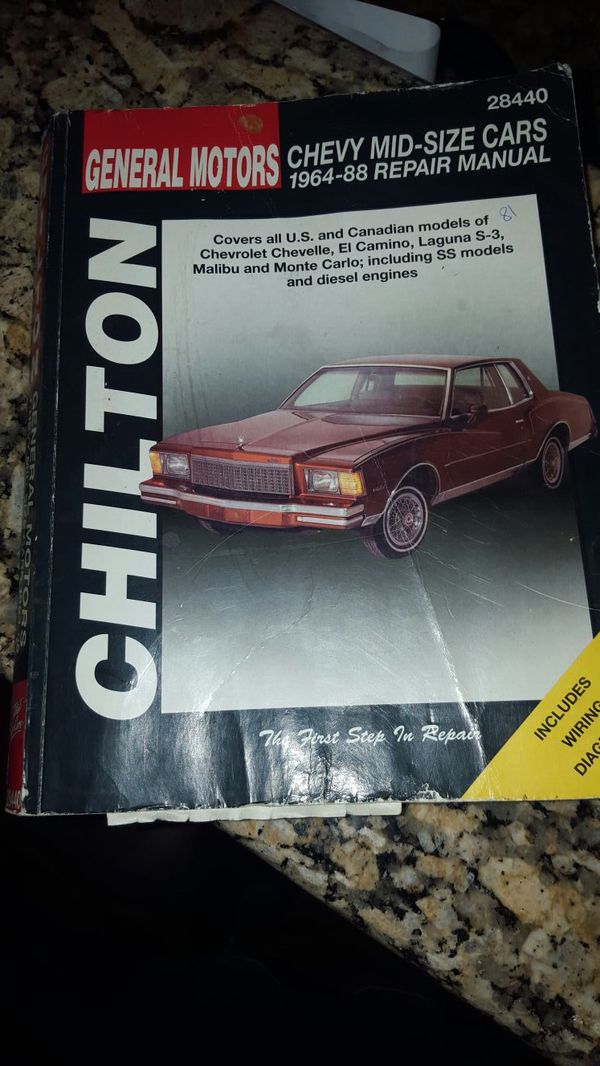 28440
GENERAL MOTORS
CHEVY MID-SIZE CARS
1964-88 REPAIR MANUAL
81
Covers all U.S. and Canadian models of
Chevrolet Chevelle, El Camino, Laguna S-3,
Malibu and Monte Carlo; including SS models
and diesel engines
CHILTON
The First Step In Repair
INCLUDES
WIRING
GENERAL MOTORS